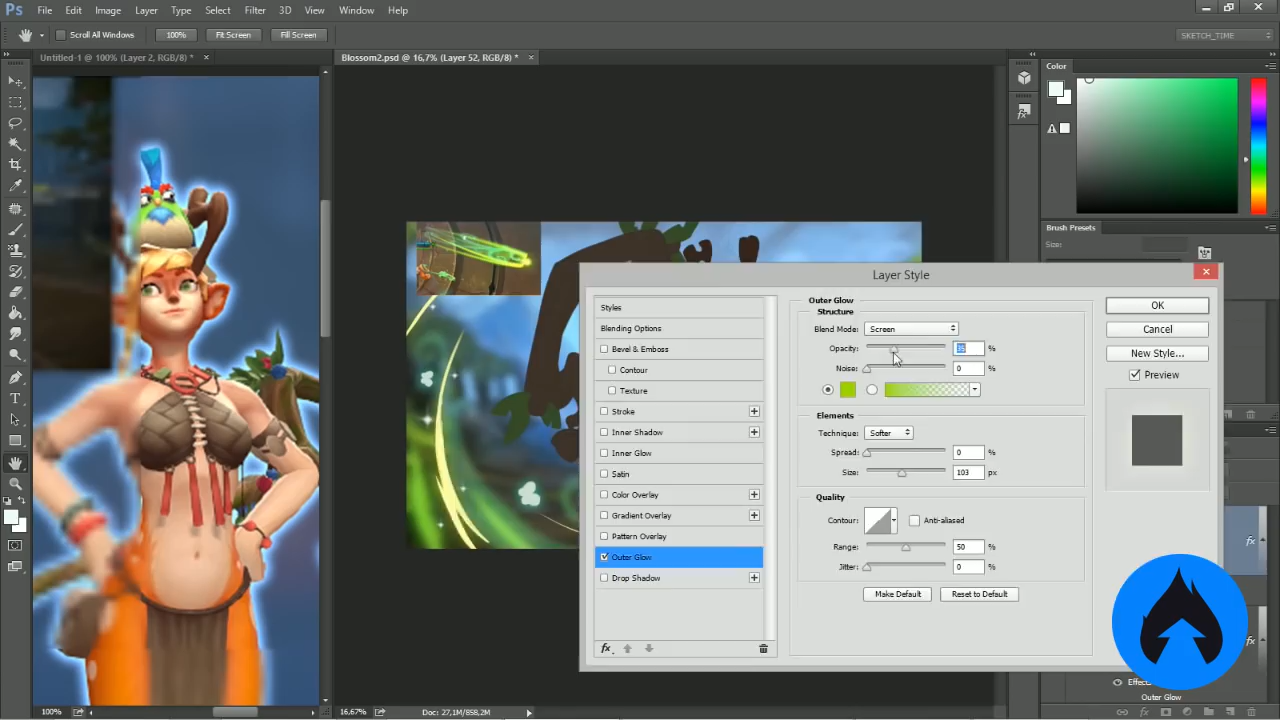 Ps File Edit Image Layer Type Select Filter 3D View Window Help
Scroll All Windows 100% Fit Screen Fill Screen SKETCH_TIME
Untitled-1 @ 100% (Layer 2, RGB/8) * ×
Blossom2.psd @ 16,7% (Layer 52, RGB/8) * ×
Color
Brush Presets
Size:
Layer Style
Styles
Blending Options
Bevel & Emboss
Contour
Texture
Stroke
Inner Shadow
Inner Glow
Satin
Color Overlay
Gradient Overlay
Pattern Overlay
Outer Glow
Drop Shadow
fx
Outer Glow
Structure
Blend Mode: Screen
Opacity: 35 %
Noise: 0 %
Elements
Technique: Softer
Spread: 0 %
Size: 103 px
Quality
Contour: Anti-aliased
Range: 50 %
Jitter: 0 %
Make Default Reset to Default
OK
Cancel
New Style...
Preview
fx
fx
Outer Glow
100%
16.67% Doc: 27,1M/858,2M